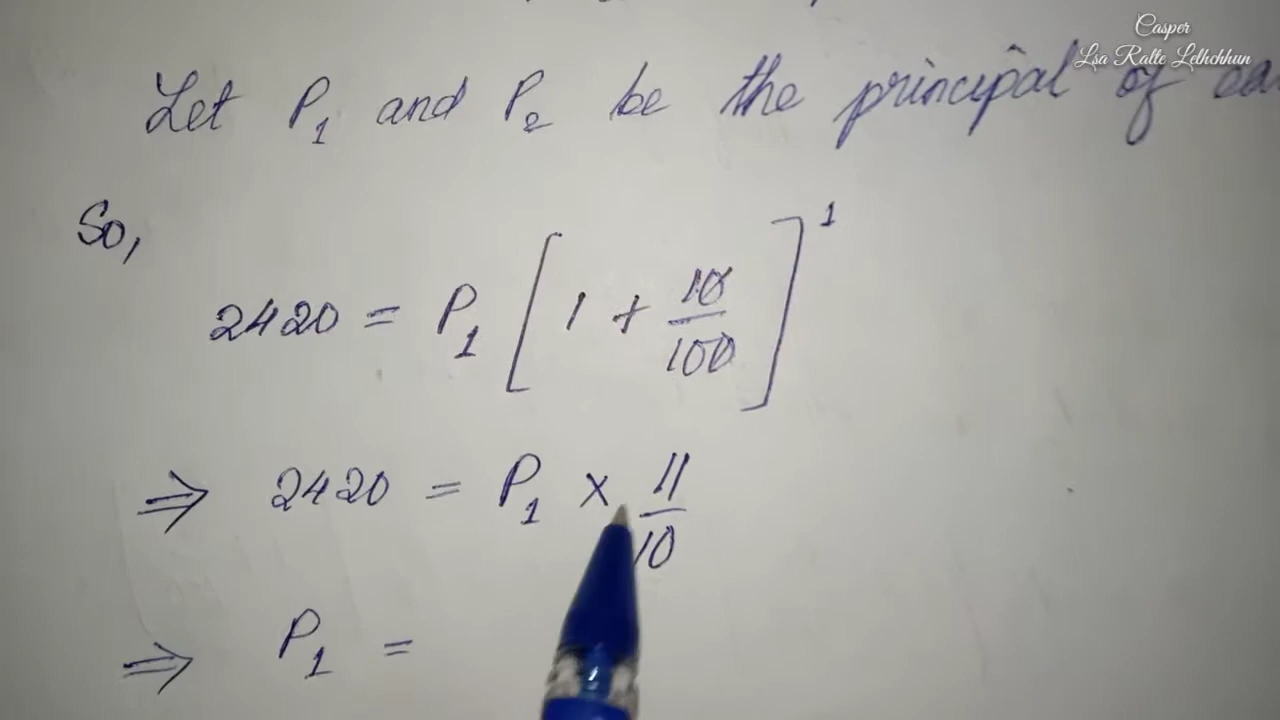 Casper
Lsa Ralte Lelhchhun
Let P₁ and P₂ be the principal of
So,
2420 = P₁ [1 + 10/100]¹
⇒ 2420 = P₁ × 11/10
⇒ P₁ =